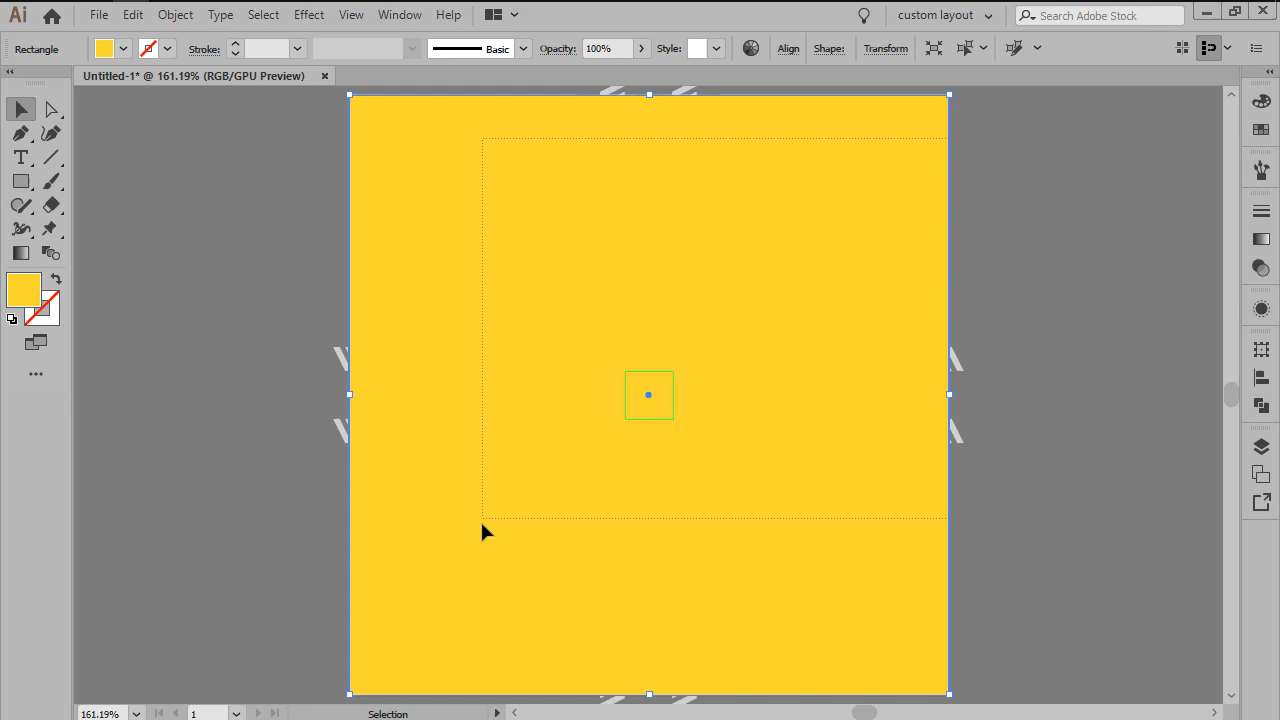 Ai File Edit Object Type Select Effect View Window Help custom layout Search Adobe Stock
Rectangle Stroke: Basic Opacity: 100% Style: Align Shape: Transform
Untitled-1* @ 161.19% (RGB/GPU Preview)
161.19% 1 Selection